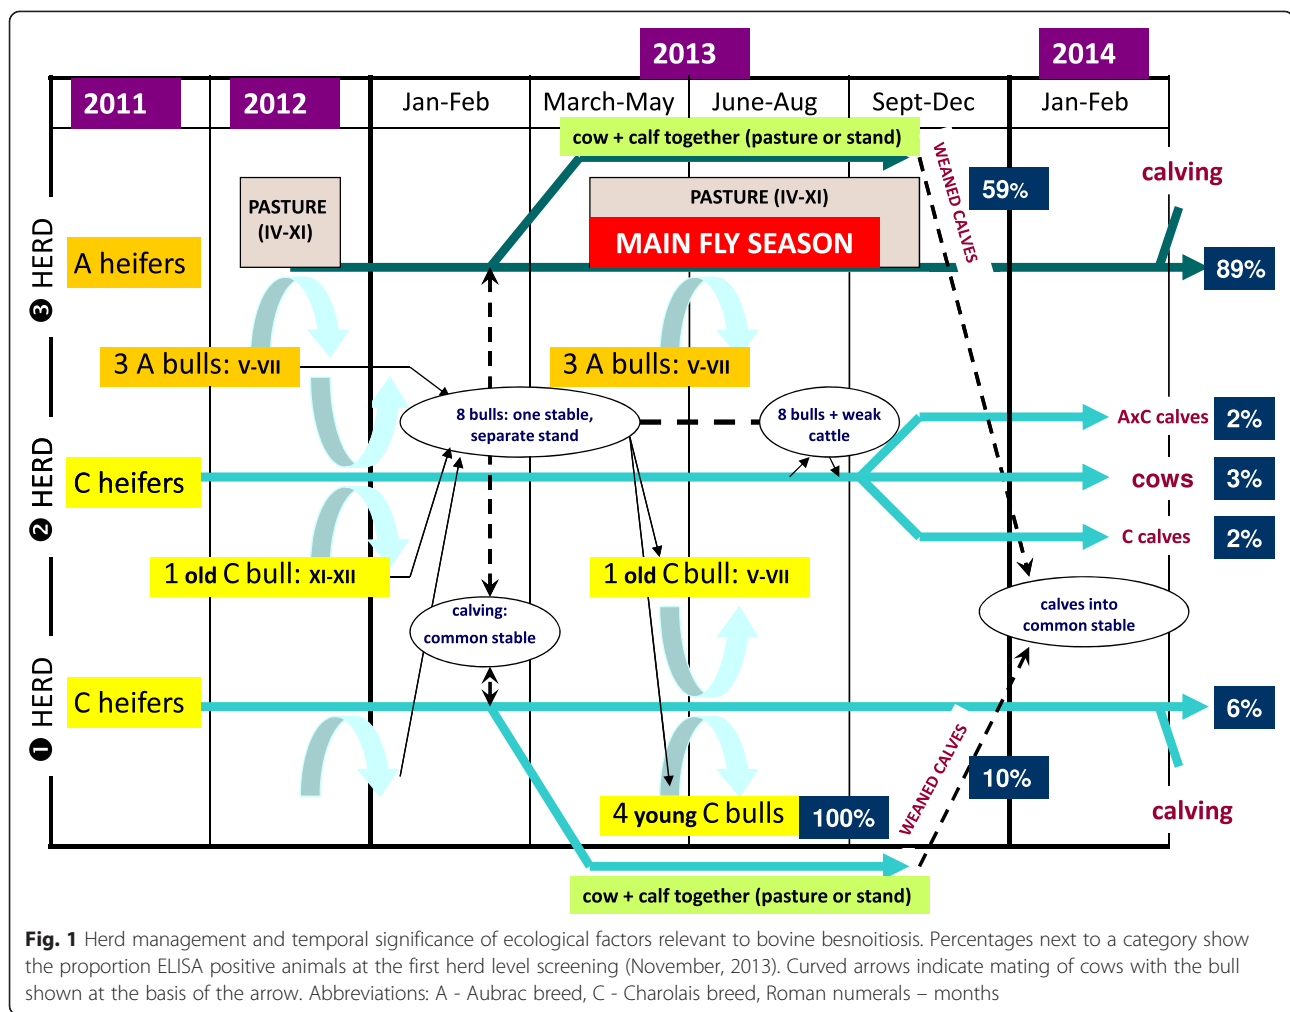 2013
2014
2011
2012
Jan-Feb
March-May
June-Aug
Sept-Dec
Jan-Feb
cow + calf together (pasture or stand)
WEANED CALVES
59%
calving
PASTURE
(IV-XI)
PASTURE (IV-XI)
MAIN FLY SEASON
❸ HERD
A heifers
89%
3 A bulls: V-VII
3 A bulls: V-VII
8 bulls: one stable,
separate stand
8 bulls + weak
cattle
AxC calves
2%
❷ HERD
C heifers
cows
3%
C calves
2%
1 old C bull: XI-XII
1 old C bull: V-VII
calving:
common stable
calves into
common stable
❶ HERD
C heifers
6%
WEANED CALVES
10%
4 young C bulls
100%
calving
cow + calf together (pasture or stand)
Fig. 1 Herd management and temporal significance of ecological factors relevant to bovine besnoitiosis. Percentages next to a category show
the proportion ELISA positive animals at the first herd level screening (November, 2013). Curved arrows indicate mating of cows with the bull
shown at the basis of the arrow. Abbreviations: A - Aubrac breed, C - Charolais breed, Roman numerals – months